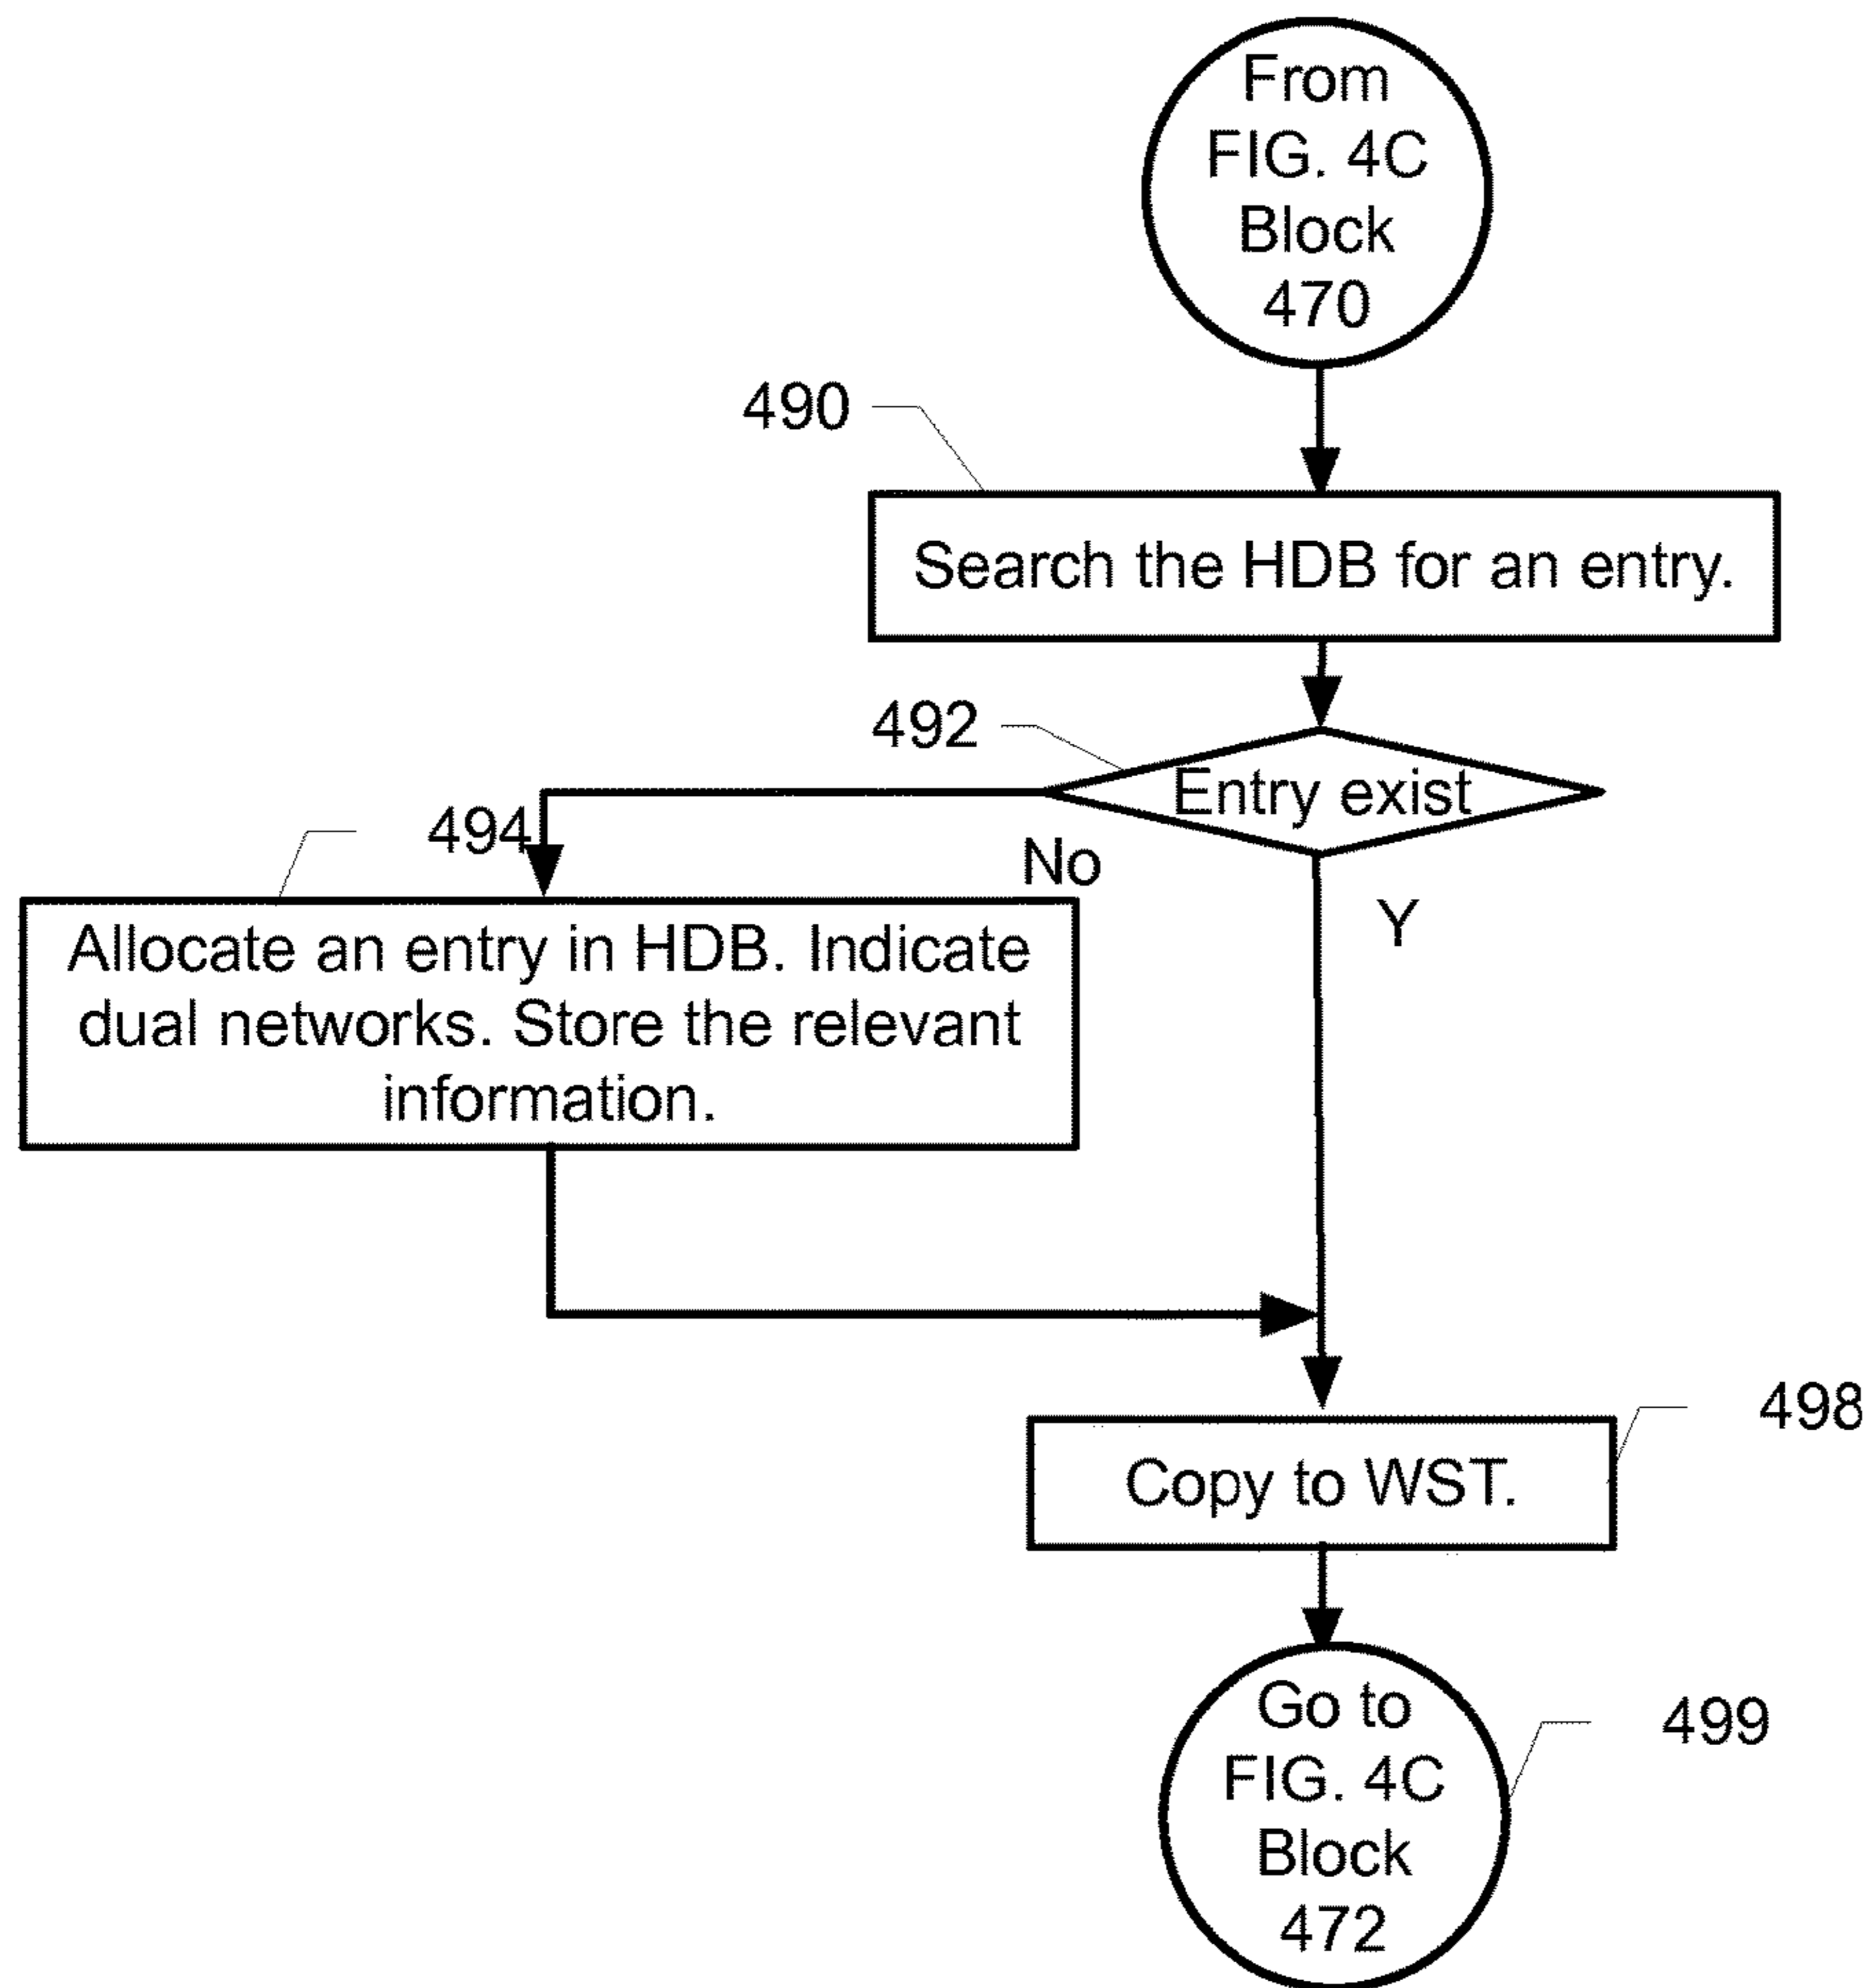 From
FIG. 4C
Block
470
490
Search the HDB for an entry.
492
Entry exist
494
No
Y
Allocate an entry in HDB. Indicate
dual networks. Store the relevant
information.
498
Copy to WST.
Go to
FIG. 4C
Block
472
499